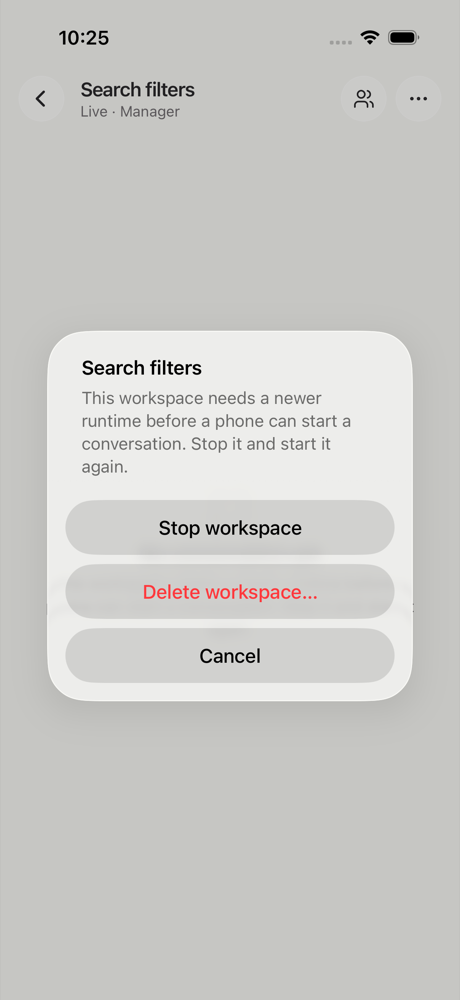 10:25
Search filters
Live · Manager
Search filters
This workspace needs a newer
runtime before a phone can start a
conversation. Stop it and start it
again.
Stop workspace
Delete workspace...
Cancel